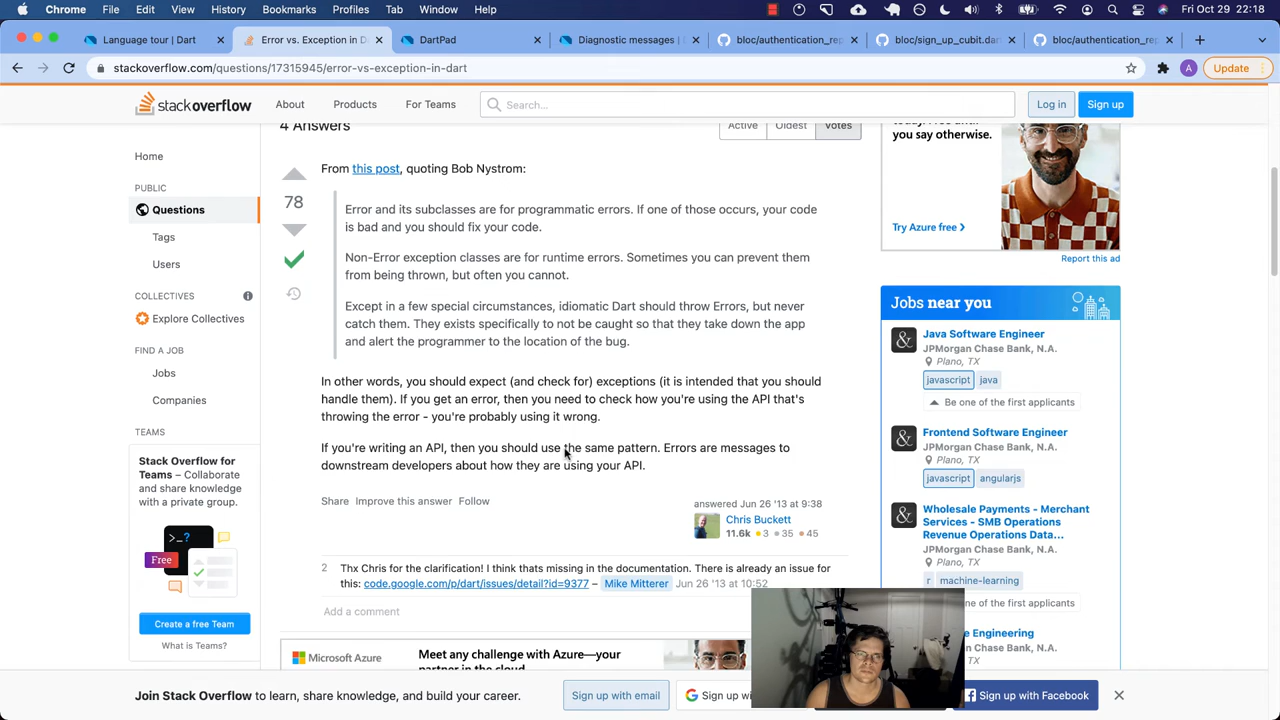 Chrome File Edit View History Bookmarks Profiles Tab Window Help
Fri Oct 29 22:18
Language tour | Dart
Error vs. Exception in D
DartPad
Diagnostic messages |
bloc/authentication_rep
bloc/sign_up_cubit.dar
bloc/authentication_rep
stackoverflow.com/questions/17315945/error-vs-exception-in-dart
A
Update
stackoverflow
About
Products
For Teams
Search...
Log in
Sign up
4 Answers
Active
Oldest
Votes
Home
PUBLIC
Questions
Tags
Users
COLLECTIVES
Explore Collectives
FIND A JOB
Jobs
Companies
TEAMS
Stack Overflow for
Teams – Collaborate
and share knowledge
with a private group.
>_?
Free
Create a free Team
What is Teams?
78
From this post, quoting Bob Nystrom:
Error and its subclasses are for programmatic errors. If one of those occurs, your code
is bad and you should fix your code.
Non-Error exception classes are for runtime errors. Sometimes you can prevent them
from being thrown, but often you cannot.
Except in a few special circumstances, idiomatic Dart should throw Errors, but never
catch them. They exists specifically to not be caught so that they take down the app
and alert the programmer to the location of the bug.
In other words, you should expect (and check for) exceptions (it is intended that you should
handle them). If you get an error, then you need to check how you're using the API that's
throwing the error - you're probably using it wrong.
If you're writing an API, then you should use the same pattern. Errors are messages to
downstream developers about how they are using your API.
Share Improve this answer Follow
answered Jun 26 '13 at 9:38
Chris Buckett
11.6k 3 35 45
2 Thx Chris for the clarification! I think thats missing in the documentation. There is already an issue for
this: code.google.com/p/dart/issues/detail?id=9377 – Mike Mitterer Jun 26 '13 at 10:52
Add a comment
Microsoft Azure
Meet any challenge with Azure—your
partner in the cloud
you say otherwise.
Try Azure free >
Report this ad
Jobs near you
Java Software Engineer
JPMorgan Chase Bank, N.A.
Plano, TX
javascript java
Be one of the first applicants
Frontend Software Engineer
JPMorgan Chase Bank, N.A.
Plano, TX
javascript angularjs
Wholesale Payments - Merchant
Services - SMB Operations
Revenue Operations Data...
JPMorgan Chase Bank, N.A.
Plano, TX
r machine-learning
ne of the first applicants
e Engineering
n Chase Bank, N.A.
TX
Join Stack Overflow to learn, share knowledge, and build your career.
Sign up with email
Sign up wi
Sign up with Facebook